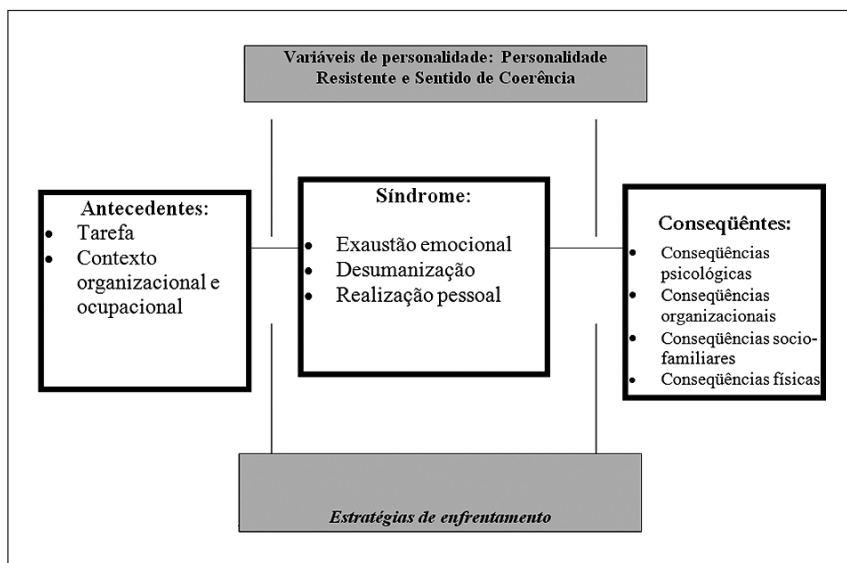 Variáveis de personalidade: Personalidade
Resistente e Sentido de Coerência
Antecedentes:
• Tarefa
• Contexto
organizacional e
ocupacional
Síndrome:
• Exaustão emocional
• Desumanização
• Realização pessoal
Conseqüêntes:
• Conseqüências
psicológicas
• Conseqüências
organizacionais
• Conseqüências socio-
familiares
• Conseqüências físicas
Estratégias de enfrentamento